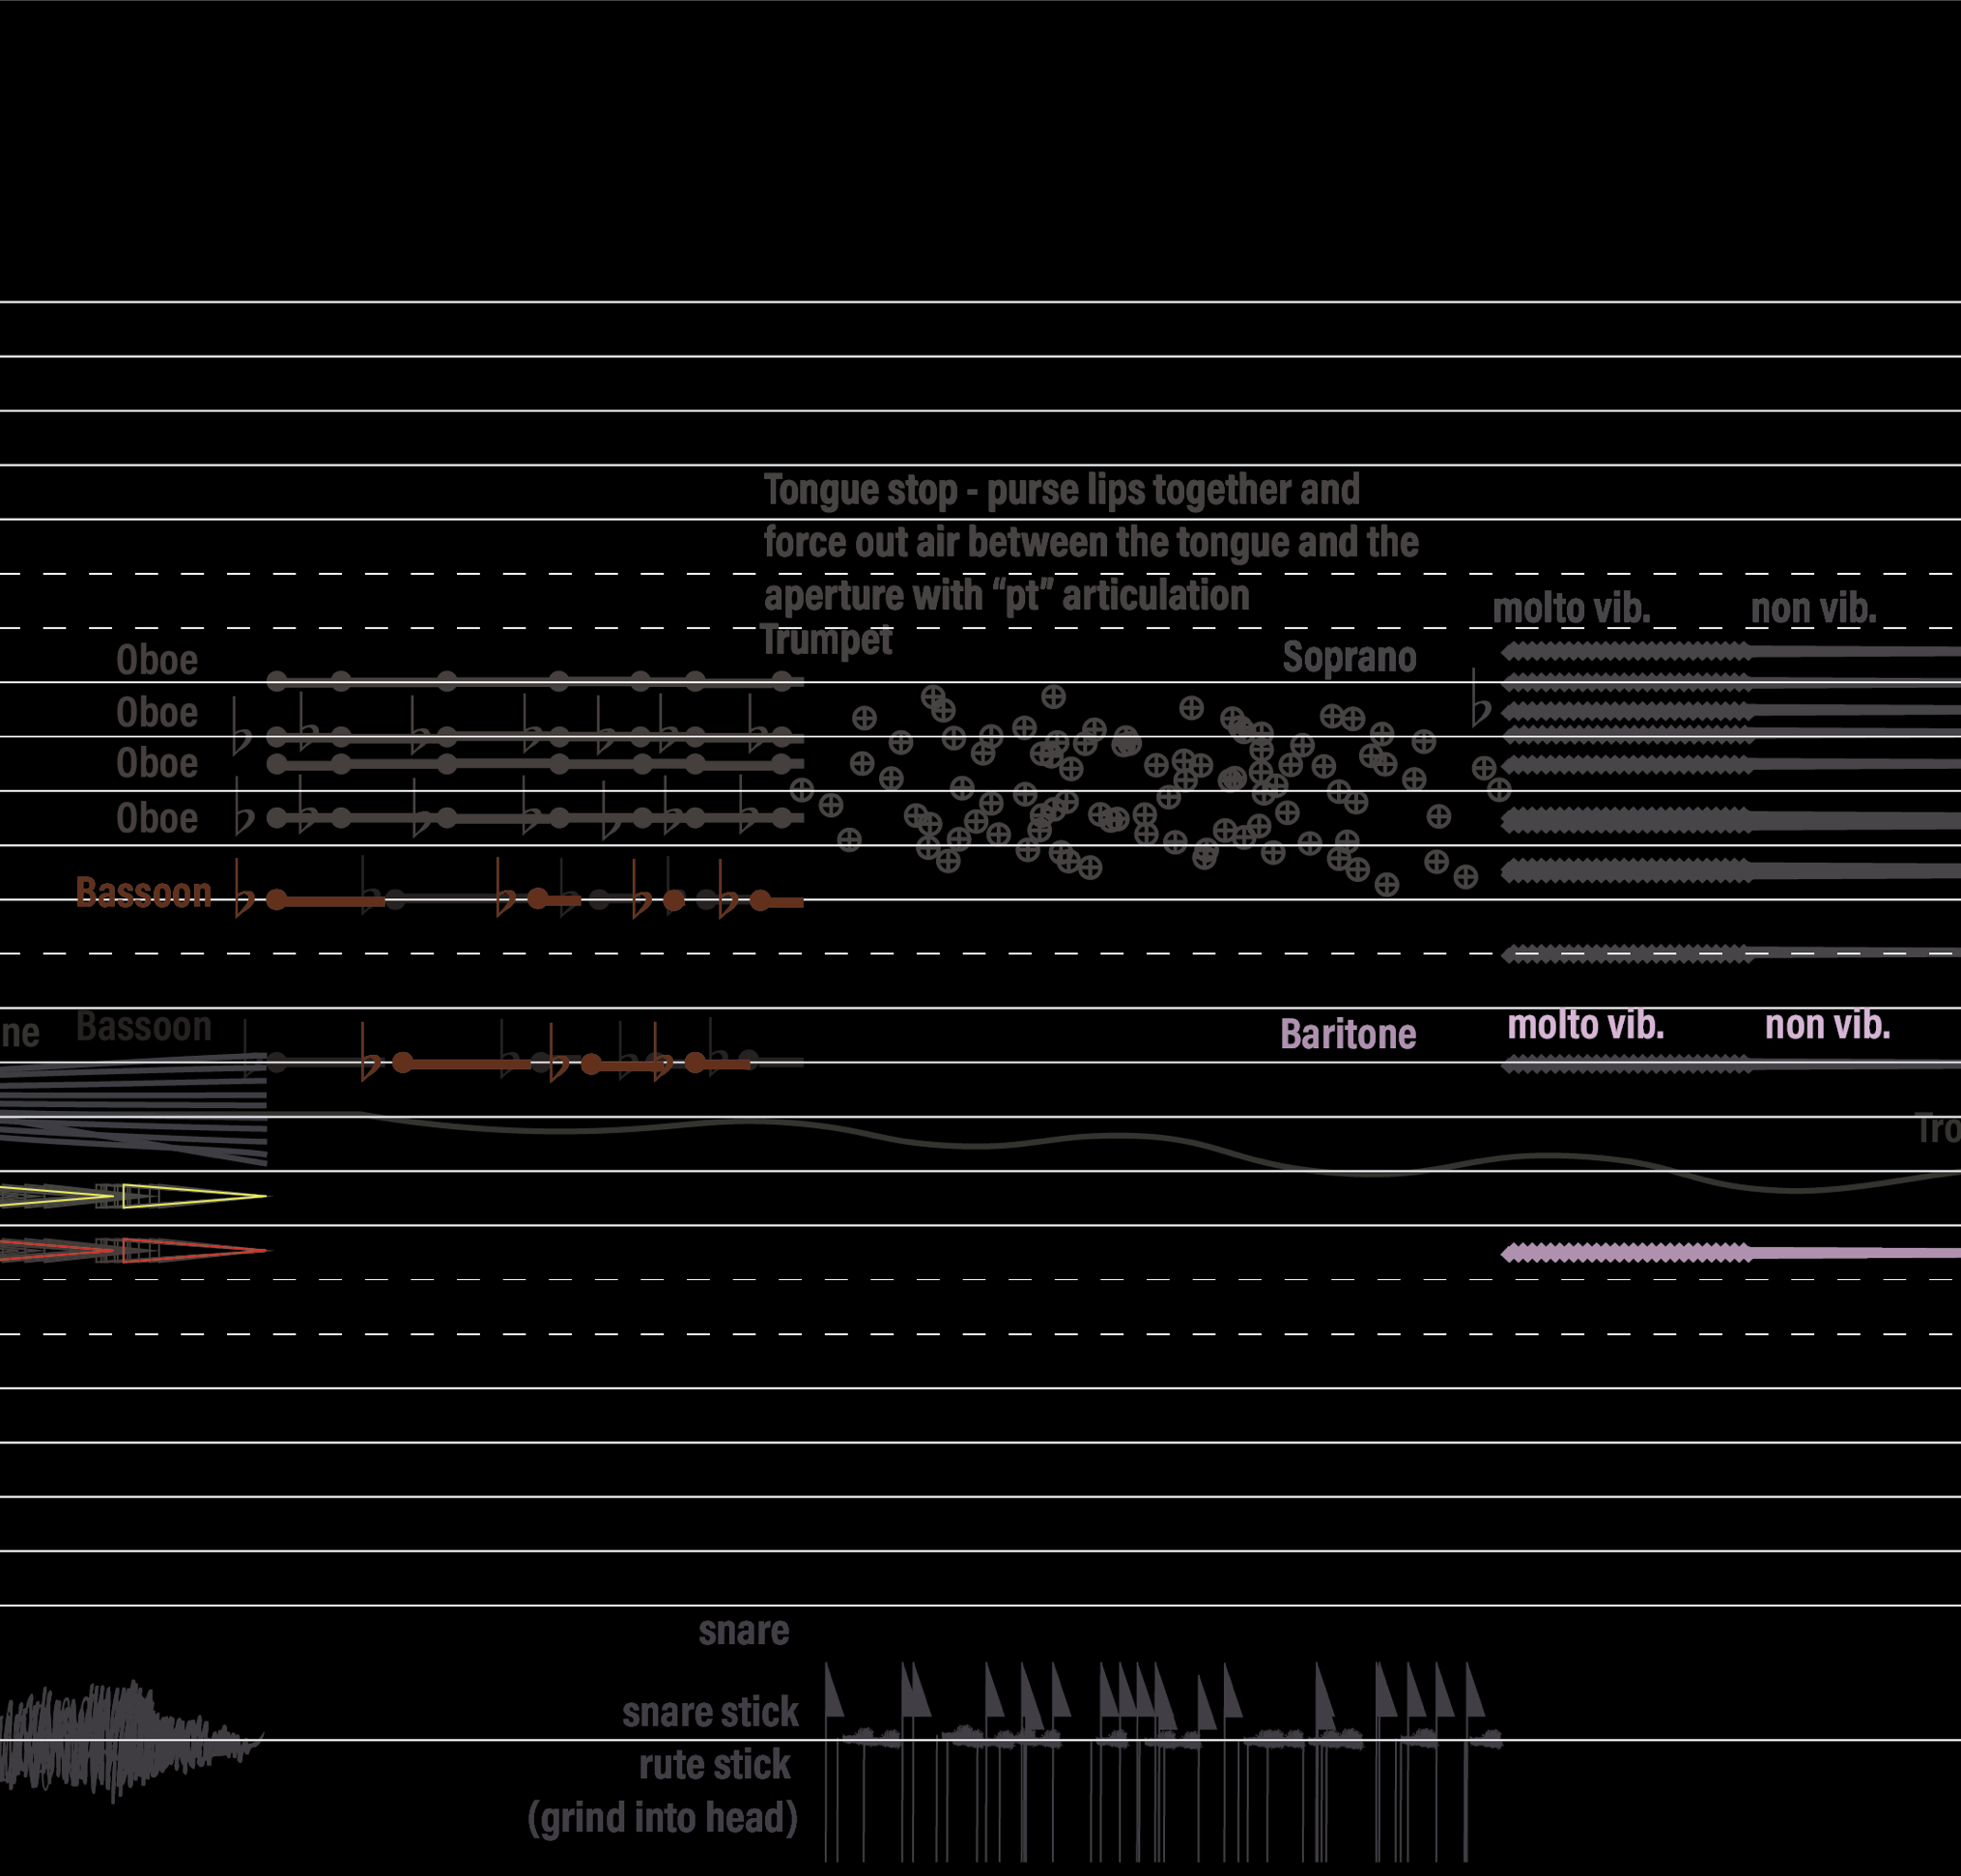 Tongue stop - purse lips together and
force out air between the tongue and the
aperture with “pt” articulation
Trumpet
molto vib.
non vib.
Oboe
Soprano
Oboe
Oboe
Oboe
Bassoon
ne
Bassoon
Baritone
molto vib.
non vib.
Tro
snare
snare stick
rute stick
(grind into head)